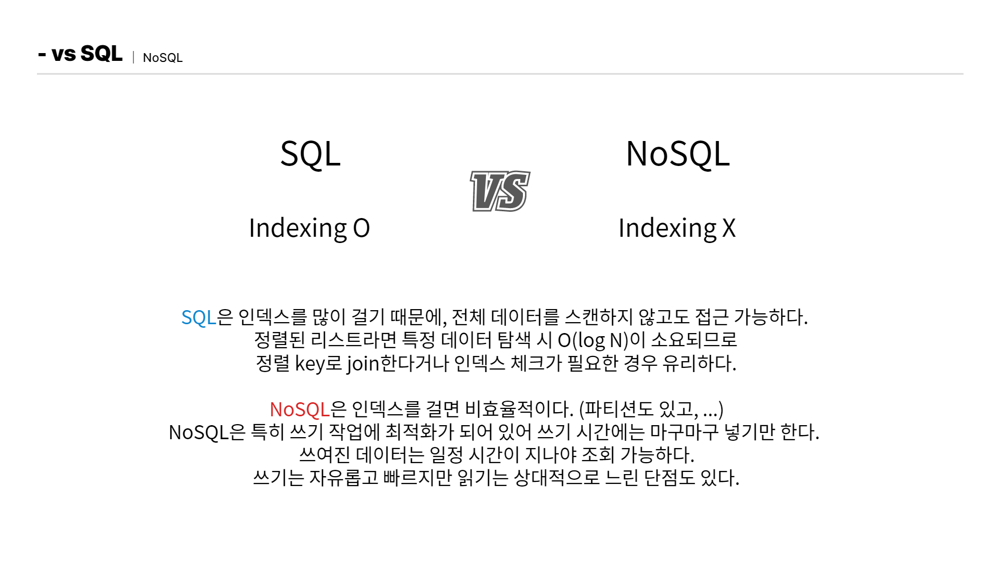 - vs SQL | NoSQL
SQL
NoSQL
VS
Indexing O
Indexing X
SQL은 인덱스를 많이 걸기 때문에, 전체 데이터를 스캔하지 않고도 접근 가능하다.
정렬된 리스트라면 특정 데이터 탐색 시 O(log N)이 소요되므로
정렬 key로 join한다거나 인덱스 체크가 필요한 경우 유리하다.
NoSQL은 인덱스를 걸면 비효율적이다. (파티션도 있고, ...)
NoSQL은 특히 쓰기 작업에 최적화가 되어 있어 쓰기 시간에는 마구마구 넣기만 한다.
쓰여진 데이터는 일정 시간이 지나야 조회 가능하다.
쓰기는 자유롭고 빠르지만 읽기는 상대적으로 느린 단점도 있다.